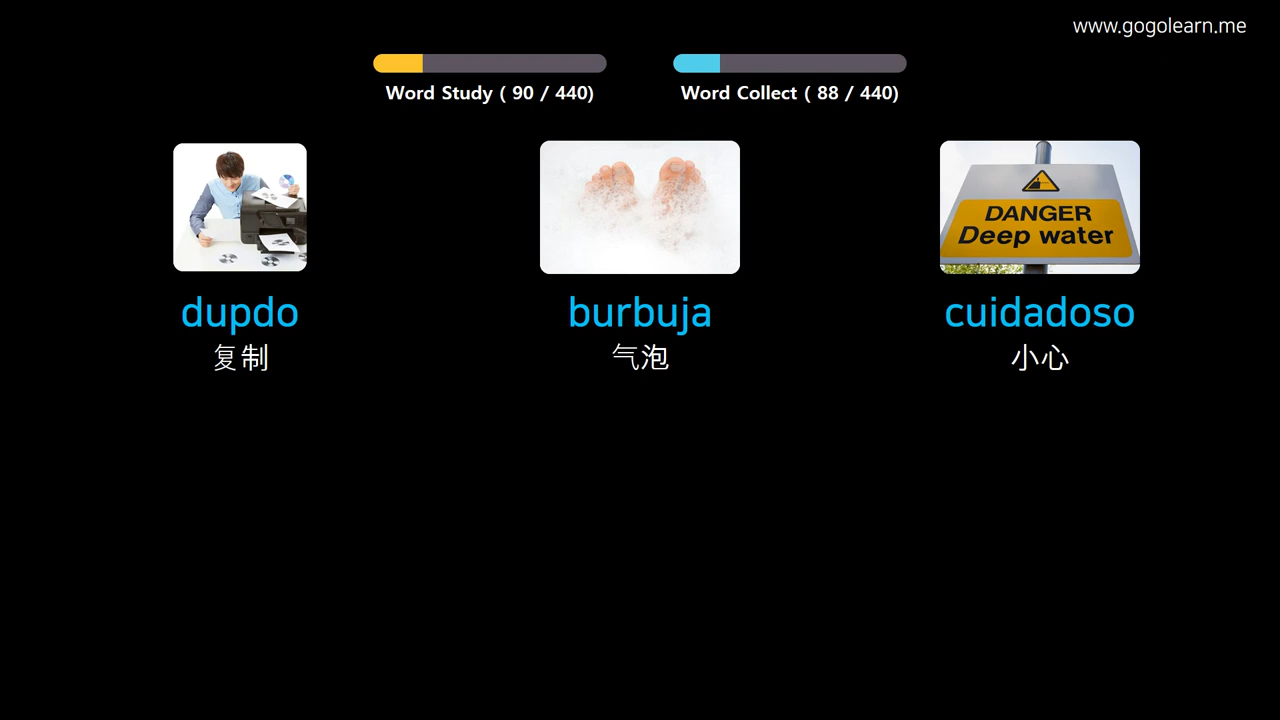 www.gogolearn.me
Word Study ( 90 / 440)
Word Collect ( 88 / 440)
DANGER
Deep water
dupdo
burbuja
cuidadoso
复制
气泡
小心